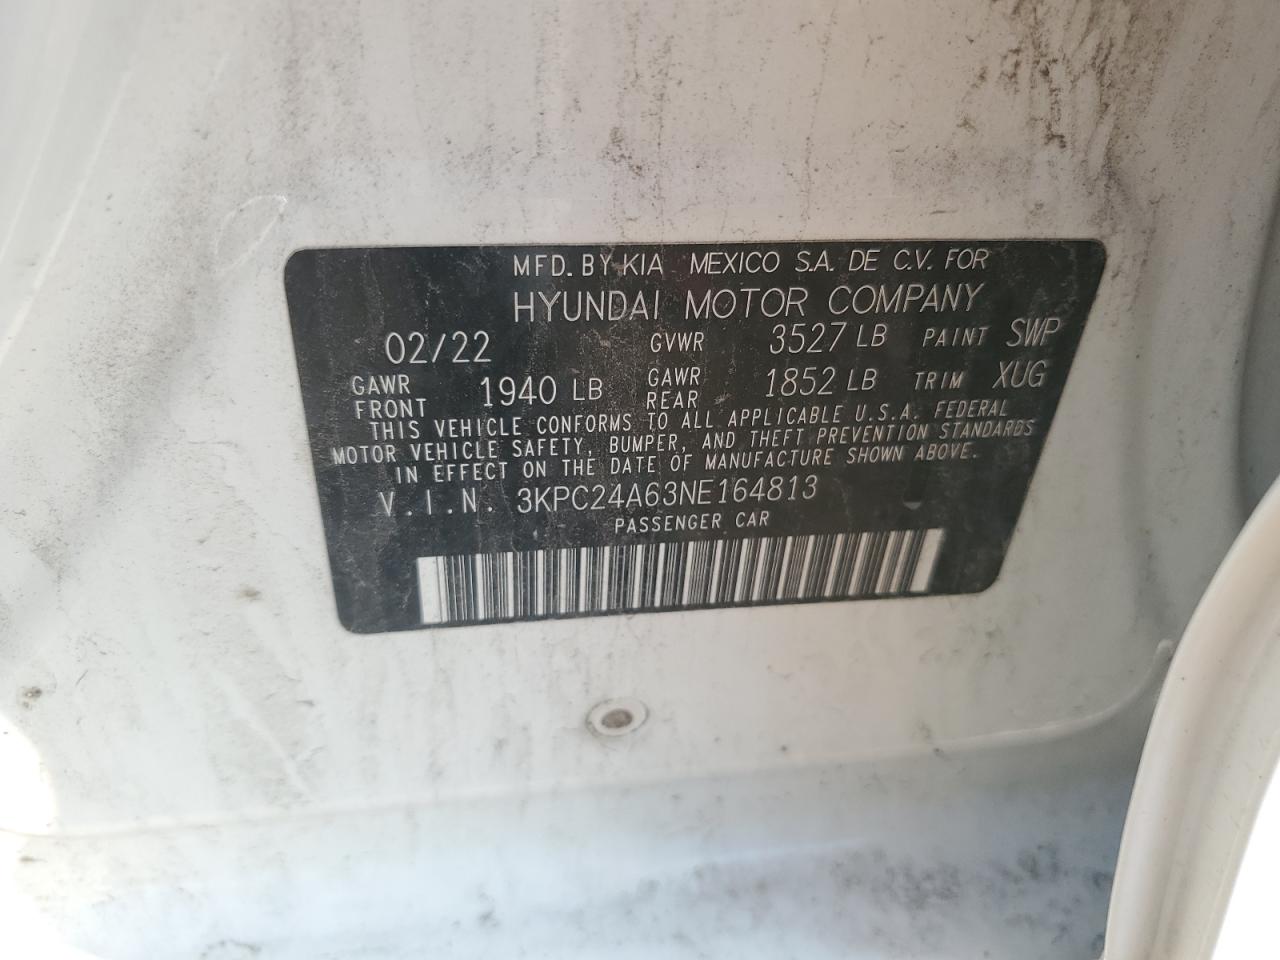 MFD. BY KIA MEXICO S.A. DE C.V. FOR
HYUNDAI MOTOR COMPANY
02/22 GVWR 3527 LB PAINT SWP
GAWR FRONT 1940 LB GAWR REAR 1852 LB TRIM XUG
THIS VEHICLE CONFORMS TO ALL APPLICABLE U.S.A. FEDERAL
MOTOR VEHICLE SAFETY, BUMPER, AND THEFT PREVENTION STANDARDS
IN EFFECT ON THE DATE OF MANUFACTURE SHOWN ABOVE.
V.I.N. 3KPC24A63NE164813
PASSENGER CAR